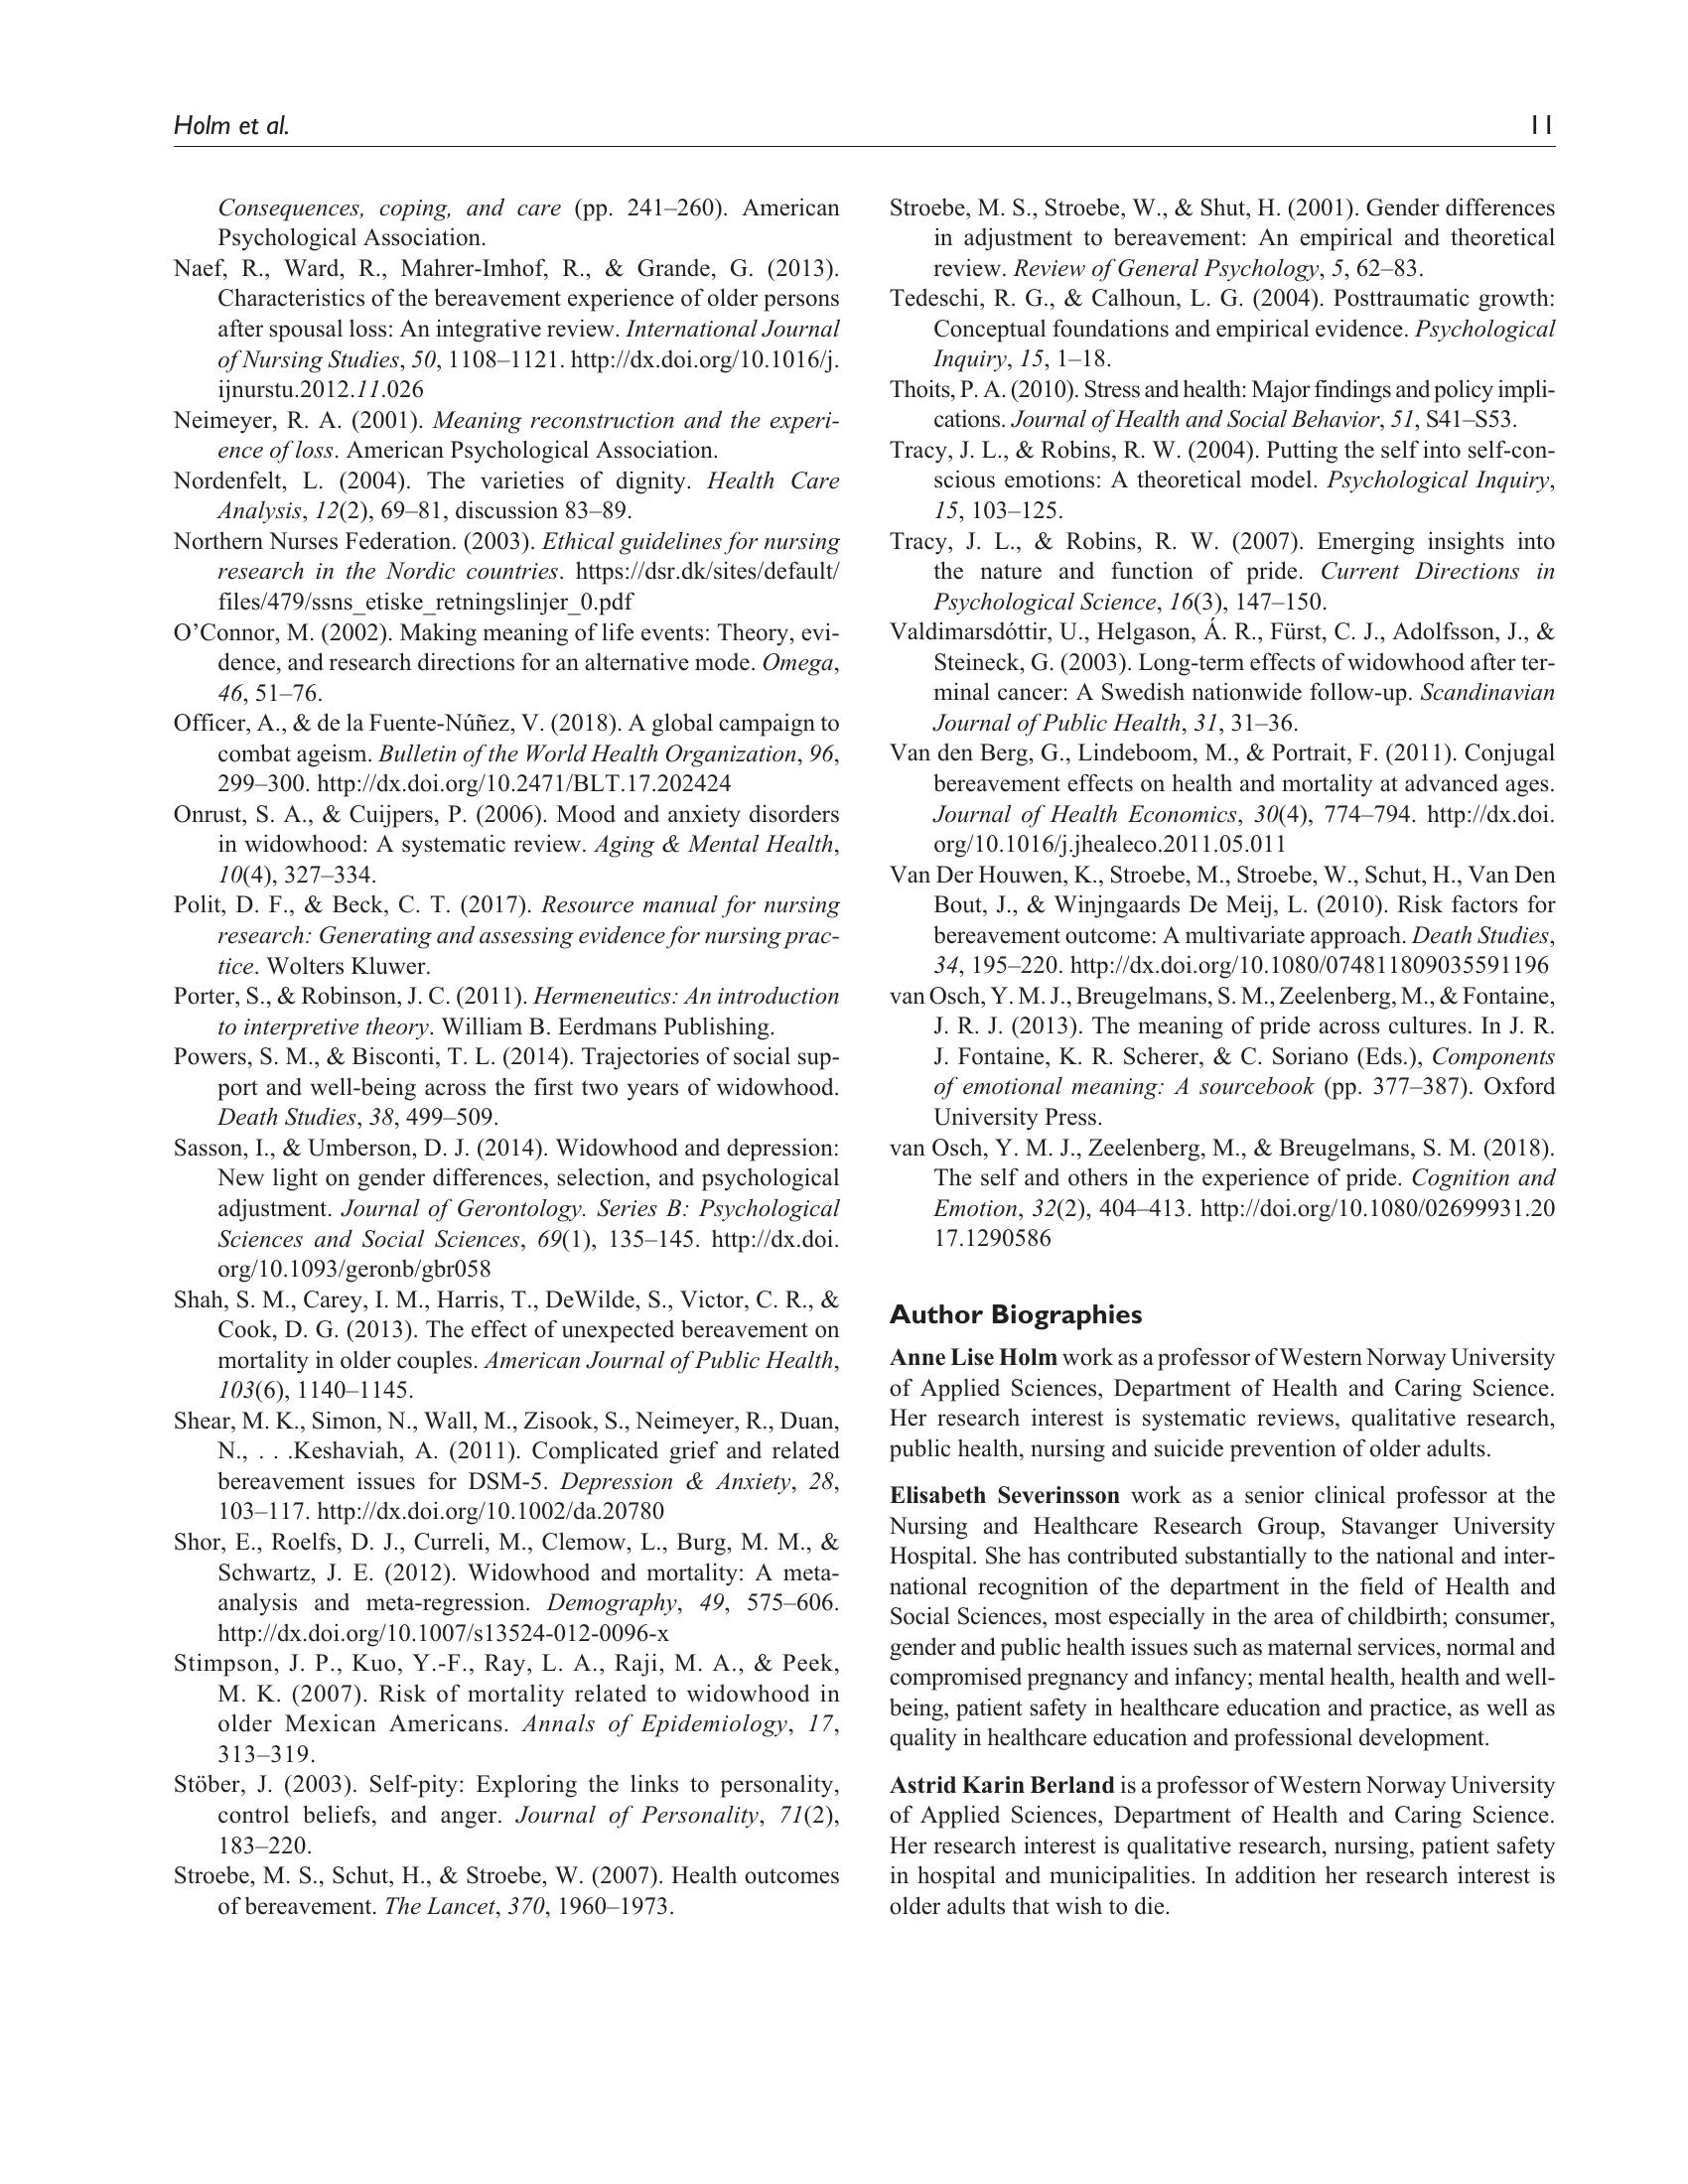 Holm et al.
11
Consequences, coping, and care (pp. 241–260). American
Psychological Association.
Naef, R., Ward, R., Mahrer-Imhof, R., & Grande, G. (2013).
Characteristics of the bereavement experience of older persons
after spousal loss: An integrative review. International Journal
of Nursing Studies, 50, 1108–1121. http://dx.doi.org/10.1016/j.
ijnurstu.2012.11.026
Neimeyer, R. A. (2001). Meaning reconstruction and the experi-
ence of loss. American Psychological Association.
Nordenfelt, L. (2004). The varieties of dignity. Health Care
Analysis, 12(2), 69–81, discussion 83–89.
Northern Nurses Federation. (2003). Ethical guidelines for nursing
research in the Nordic countries. https://dsr.dk/sites/default/
files/479/ssns_etiske_retningslinjer_0.pdf
O’Connor, M. (2002). Making meaning of life events: Theory, evi-
dence, and research directions for an alternative mode. Omega,
46, 51–76.
Officer, A., & de la Fuente-Núñez, V. (2018). A global campaign to
combat ageism. Bulletin of the World Health Organization, 96,
299–300. http://dx.doi.org/10.2471/BLT.17.202424
Onrust, S. A., & Cuijpers, P. (2006). Mood and anxiety disorders
in widowhood: A systematic review. Aging & Mental Health,
10(4), 327–334.
Polit, D. F., & Beck, C. T. (2017). Resource manual for nursing
research: Generating and assessing evidence for nursing prac-
tice. Wolters Kluwer.
Porter, S., & Robinson, J. C. (2011). Hermeneutics: An introduction
to interpretive theory. William B. Eerdmans Publishing.
Powers, S. M., & Bisconti, T. L. (2014). Trajectories of social sup-
port and well-being across the first two years of widowhood.
Death Studies, 38, 499–509.
Sasson, I., & Umberson, D. J. (2014). Widowhood and depression:
New light on gender differences, selection, and psychological
adjustment. Journal of Gerontology. Series B: Psychological
Sciences and Social Sciences, 69(1), 135–145. http://dx.doi.
org/10.1093/geronb/gbr058
Shah, S. M., Carey, I. M., Harris, T., DeWilde, S., Victor, C. R., &
Cook, D. G. (2013). The effect of unexpected bereavement on
mortality in older couples. American Journal of Public Health,
103(6), 1140–1145.
Shear, M. K., Simon, N., Wall, M., Zisook, S., Neimeyer, R., Duan,
N., . . .Keshaviah, A. (2011). Complicated grief and related
bereavement issues for DSM-5. Depression & Anxiety, 28,
103–117. http://dx.doi.org/10.1002/da.20780
Shor, E., Roelfs, D. J., Curreli, M., Clemow, L., Burg, M. M., &
Schwartz, J. E. (2012). Widowhood and mortality: A meta-
analysis and meta-regression. Demography, 49, 575–606.
http://dx.doi.org/10.1007/s13524-012-0096-x
Stimpson, J. P., Kuo, Y.-F., Ray, L. A., Raji, M. A., & Peek,
M. K. (2007). Risk of mortality related to widowhood in
older Mexican Americans. Annals of Epidemiology, 17,
313–319.
Stöber, J. (2003). Self-pity: Exploring the links to personality,
control beliefs, and anger. Journal of Personality, 71(2),
183–220.
Stroebe, M. S., Schut, H., & Stroebe, W. (2007). Health outcomes
of bereavement. The Lancet, 370, 1960–1973.
Stroebe, M. S., Stroebe, W., & Shut, H. (2001). Gender differences
in adjustment to bereavement: An empirical and theoretical
review. Review of General Psychology, 5, 62–83.
Tedeschi, R. G., & Calhoun, L. G. (2004). Posttraumatic growth:
Conceptual foundations and empirical evidence. Psychological
Inquiry, 15, 1–18.
Thoits, P. A. (2010). Stress and health: Major findings and policy impli-
cations. Journal of Health and Social Behavior, 51, S41–S53.
Tracy, J. L., & Robins, R. W. (2004). Putting the self into self-con-
scious emotions: A theoretical model. Psychological Inquiry,
15, 103–125.
Tracy, J. L., & Robins, R. W. (2007). Emerging insights into
the nature and function of pride. Current Directions in
Psychological Science, 16(3), 147–150.
Valdimarsdóttir, U., Helgason, Á. R., Fürst, C. J., Adolfsson, J., &
Steineck, G. (2003). Long-term effects of widowhood after ter-
minal cancer: A Swedish nationwide follow-up. Scandinavian
Journal of Public Health, 31, 31–36.
Van den Berg, G., Lindeboom, M., & Portrait, F. (2011). Conjugal
bereavement effects on health and mortality at advanced ages.
Journal of Health Economics, 30(4), 774–794. http://dx.doi.
org/10.1016/j.jhealeco.2011.05.011
Van Der Houwen, K., Stroebe, M., Stroebe, W., Schut, H., Van Den
Bout, J., & Winjngaards De Meij, L. (2010). Risk factors for
bereavement outcome: A multivariate approach. Death Studies,
34, 195–220. http://dx.doi.org/10.1080/074811809035591196
van Osch, Y. M. J., Breugelmans, S. M., Zeelenberg, M., & Fontaine,
J. R. J. (2013). The meaning of pride across cultures. In J. R.
J. Fontaine, K. R. Scherer, & C. Soriano (Eds.), Components
of emotional meaning: A sourcebook (pp. 377–387). Oxford
University Press.
van Osch, Y. M. J., Zeelenberg, M., & Breugelmans, S. M. (2018).
The self and others in the experience of pride. Cognition and
Emotion, 32(2), 404–413. http://doi.org/10.1080/02699931.20
17.1290586
Author Biographies
Anne Lise Holm work as a professor of Western Norway University
of Applied Sciences, Department of Health and Caring Science.
Her research interest is systematic reviews, qualitative research,
public health, nursing and suicide prevention of older adults.
Elisabeth Severinsson work as a senior clinical professor at the
Nursing and Healthcare Research Group, Stavanger University
Hospital. She has contributed substantially to the national and inter-
national recognition of the department in the field of Health and
Social Sciences, most especially in the area of childbirth; consumer,
gender and public health issues such as maternal services, normal and
compromised pregnancy and infancy; mental health, health and well-
being, patient safety in healthcare education and practice, as well as
quality in healthcare education and professional development.
Astrid Karin Berland is a professor of Western Norway University
of Applied Sciences, Department of Health and Caring Science.
Her research interest is qualitative research, nursing, patient safety
in hospital and municipalities. In addition her research interest is
older adults that wish to die.